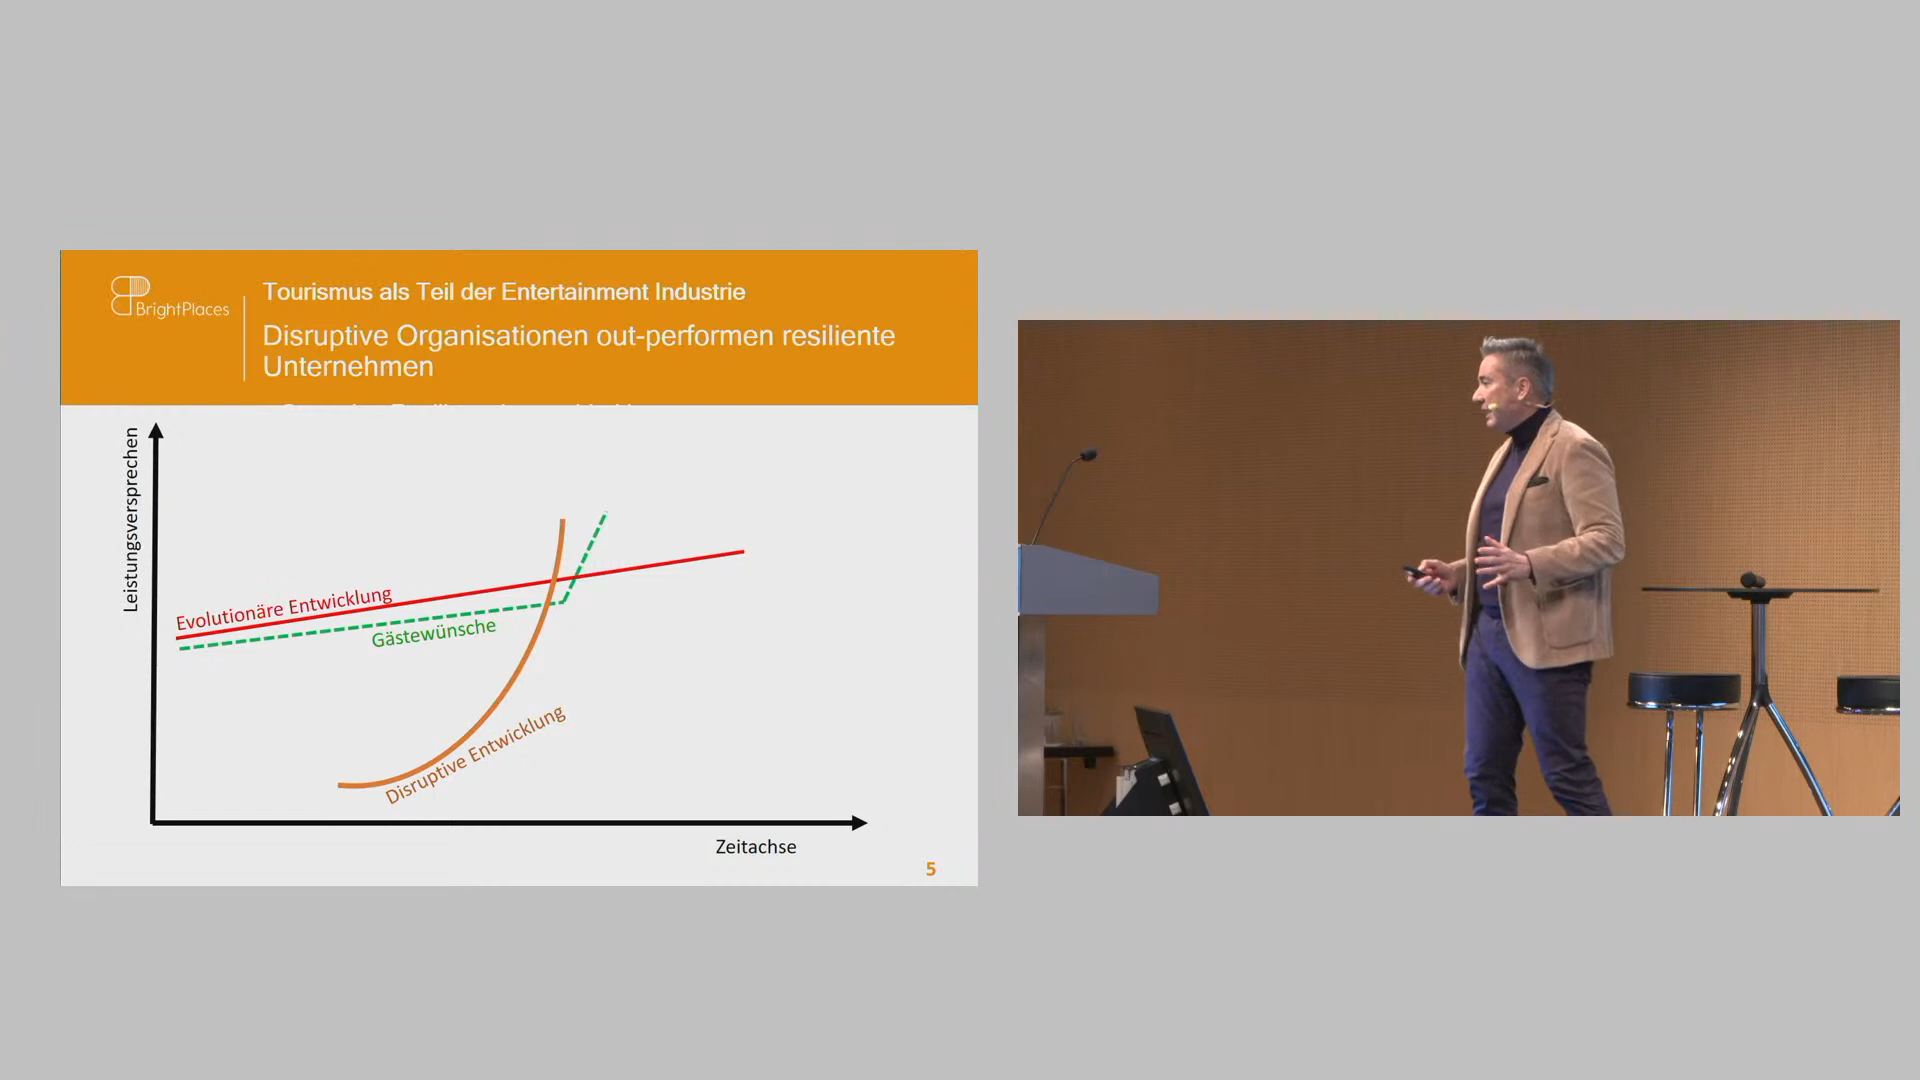 BrightPlaces
Tourismus als Teil der Entertainment Industrie
Disruptive Organisationen out-performen resiliente
Unternehmen
Leistungsversprechen
Evolutionäre Entwicklung
Gästewünsche
Disruptive Entwicklung
Zeitachse
5